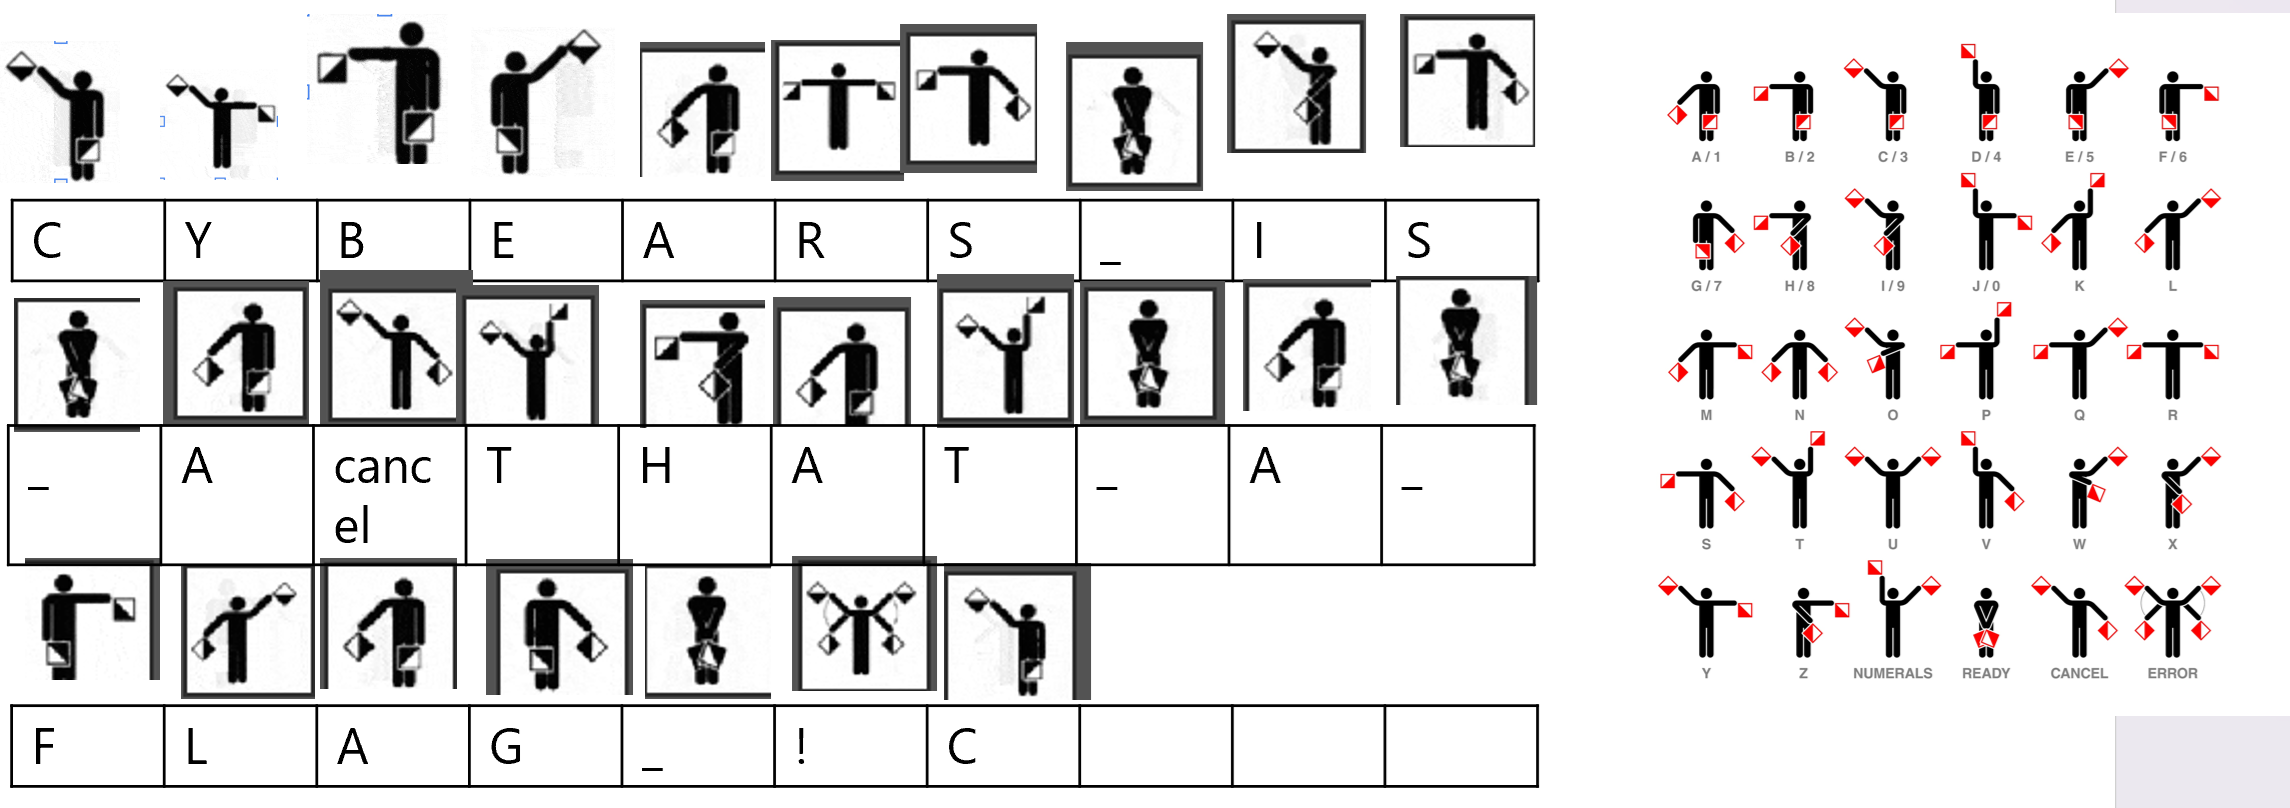 C Y B E A R S _ I S
_ A cancel T H A T _ A _
F L A G _ ! C
A / 1 B / 2 C / 3 D / 4 E / 5 F / 6
G / 7 H / 8 I / 9 J / 0 K L
M N O P Q R
S T U V W X
Y Z NUMERALS READY CANCEL ERROR